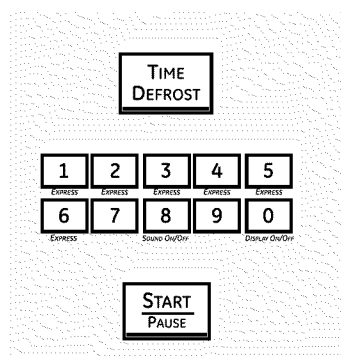 TIME
DEFROST
1 2 3 4 5
EXPRESS EXPRESS EXPRESS EXPRESS EXPRESS
6 7 8 9 0
EXPRESS SOUND ON/OFF DISPLAY ON/OFF
START
PAUSE